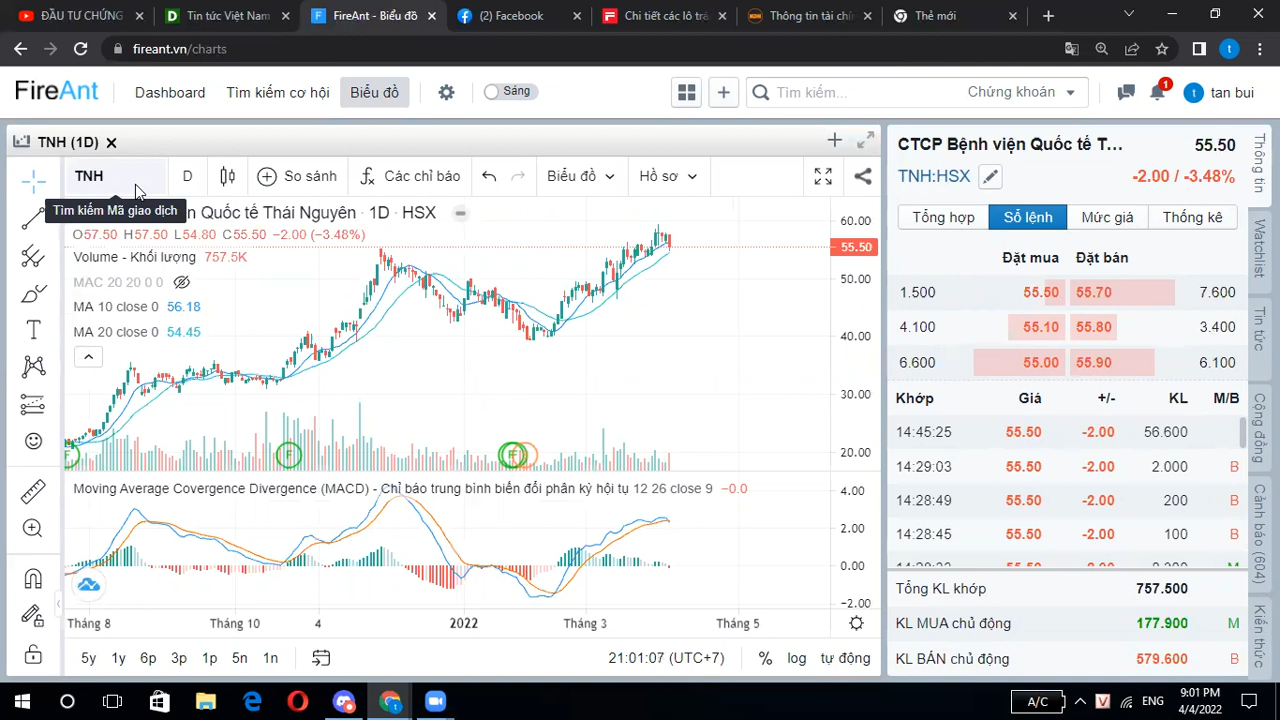 ĐẦU TƯ CHỨNG
Tin tức Việt Nam
FireAnt - Biểu đồ
(2) Facebook
Chi tiết các lô trá
Thông tin tài chí
Thẻ mới
fireant.vn/charts
FireAnt
Dashboard
Tìm kiếm cơ hội
Biểu đồ
Sáng
Tìm kiếm...
Chứng khoán
1
t
tan bui
TNH (1D)
TNH
D
So sánh
Các chỉ báo
Biểu đồ
Hồ sơ
Tìm kiếm Mã giao dịch
n Quốc tế Thái Nguyên · 1D · HSX
O57.50 H57.50 L54.80 C55.50 −2.00 (−3.48%)
Volume - Khối lượng 757.5K
MAC 20 20 0 0
MA 10 close 0 56.18
MA 20 close 0 54.45
60.00
55.50
50.00
40.00
30.00
20.00
F
F
F
Moving Average Covergence Divergence (MACD) - Chỉ báo trung bình biến đổi phân kỳ hội tụ 12 26 close 9 −0.0
4.00
2.00
0.00
−2.00
Tháng 8
Tháng 10
4
2022
Tháng 3
Tháng 5
5y
1y
6p
3p
1p
5n
1n
21:01:07 (UTC+7)
%
log
tự động
CTCP Bệnh viện Quốc tế T... 55.50
TNH:HSX -2.00 / -3.48%
Tổng hợp
Sổ lệnh
Mức giá
Thống kê
Đặt mua Đặt bán
1.500 55.50 55.70 7.600
4.100 55.10 55.80 3.400
6.600 55.00 55.90 6.100
Khớp Giá +/- KL M/B
14:45:25 55.50 -2.00 56.600
14:29:03 55.50 -2.00 2.000 B
14:28:49 55.50 -2.00 200 B
14:28:45 55.50 -2.00 100 B
Tổng KL khớp 757.500
KL MUA chủ động 177.900 M
KL BÁN chủ động 579.600 B
Thông tin
Watchlist
Tin tức
Cộng đồng
Cảnh báo (604)
Kiến thức
A/C
V
ENG
9:01 PM
4/4/2022